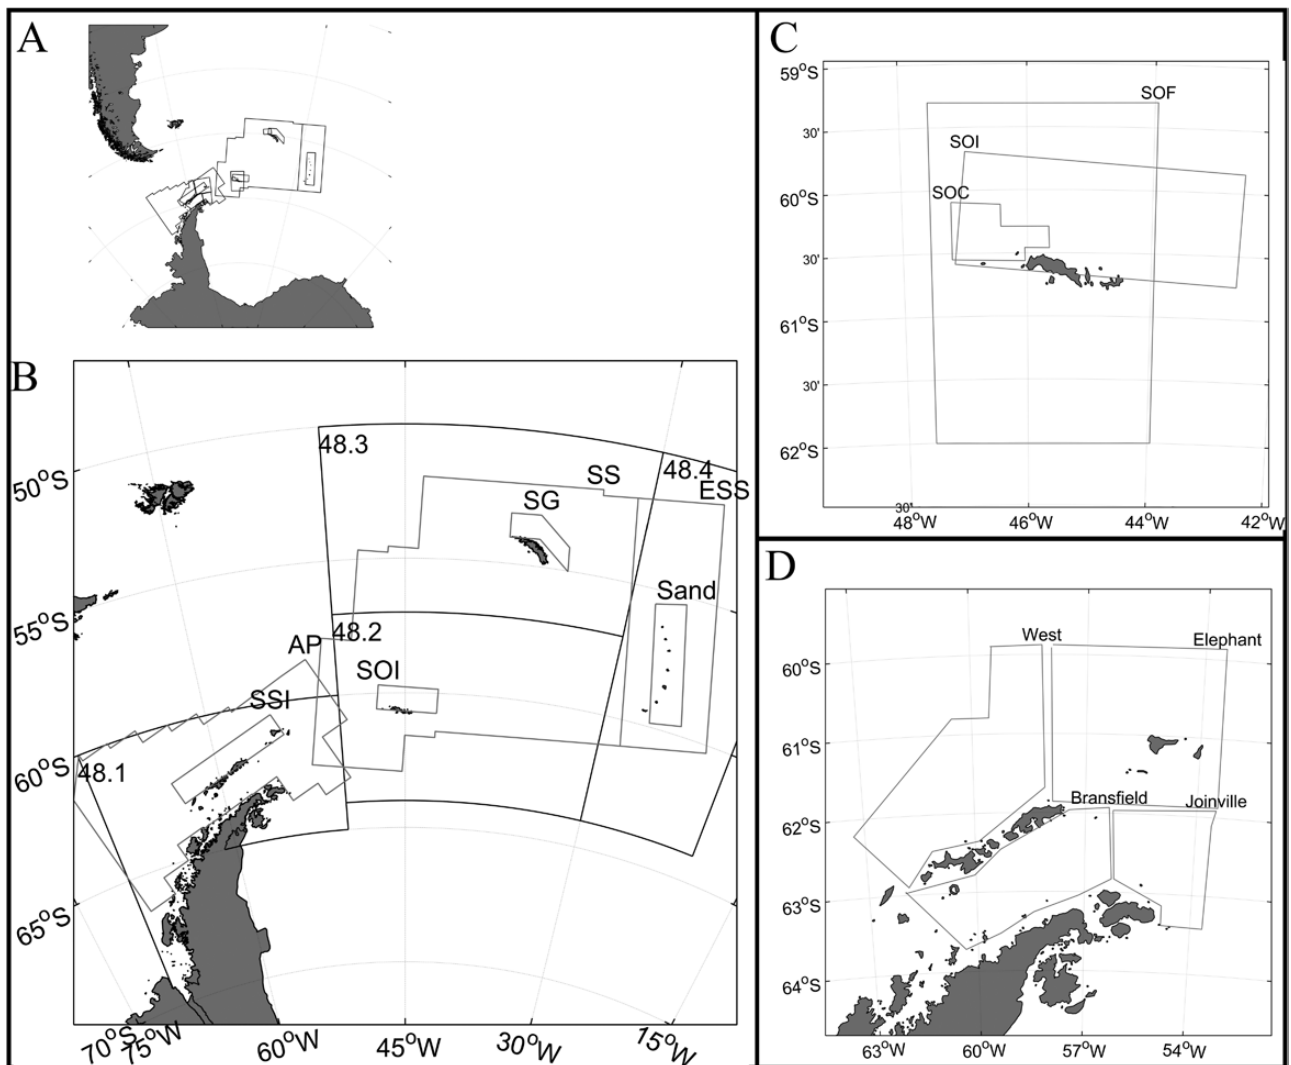 A
B
48.3
48.4
SS
ESS
SG
Sand
48.2
AP
SOI
SSI
48.1
50°S
55°S
60°S
65°S
70°S
75°W
60°W
45°W
30°W
15°W
C
59°S
30'
60°S
30'
61°S
30'
62°S
30'
SOF
SOI
SOC
48°W
46°W
44°W
42°W
D
60°S
61°S
62°S
63°S
64°S
West
Elephant
Bransfield
Joinville
63°W
60°W
57°W
54°W